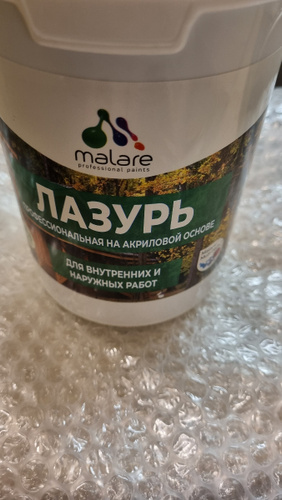 malare
professional paints
ЛАЗУРЬ
ПРОФЕССИОНАЛЬНАЯ НА АКРИЛОВОЙ ОСНОВЕ
ДЛЯ ВНУТРЕННИХ И
НАРУЖНЫХ РАБОТ